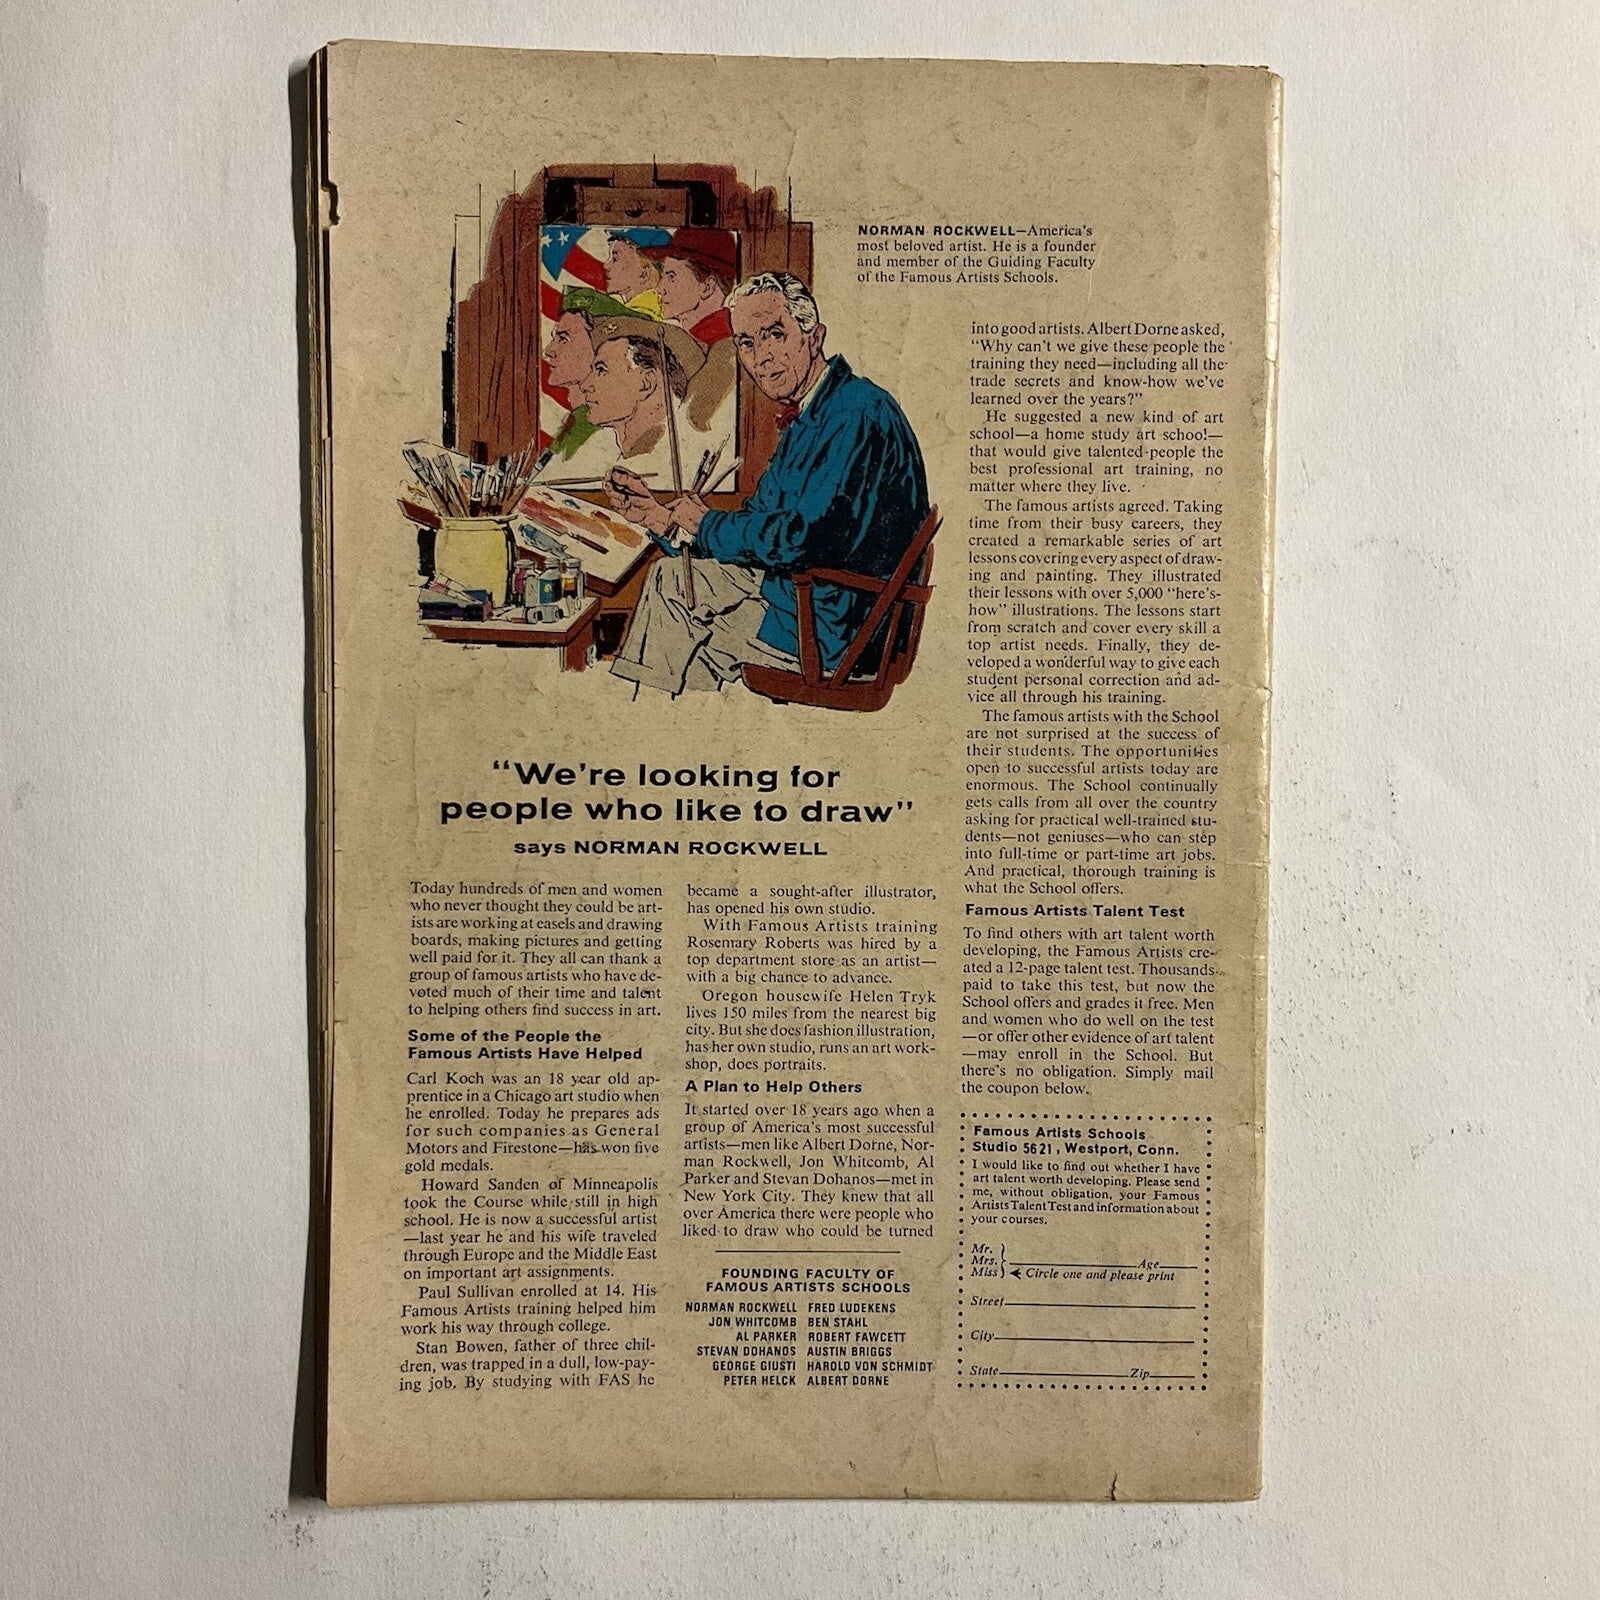 NORMAN ROCKWELL—America's
most beloved artist. He is a founder
and member of the Guiding Faculty
of the Famous Artists Schools.
"We're looking for
people who like to draw"
says NORMAN ROCKWELL
Today hundreds of men and women
who never thought they could be art-
ists are working at easels and drawing
boards, making pictures and getting
well paid for it. They all can thank a
group of famous artists who have de-
voted much of their time and talent
to helping others find success in art.
Some of the People the
Famous Artists Have Helped
Carl Koch was an 18 year old ap-
prentice in a Chicago art studio when
he enrolled. Today he prepares ads
for such companies as General
Motors and Firestone—has won five
gold medals.
Howard Sanden of Minneapolis
took the Course while still in high
school. He is now a successful artist
—last year he and his wife traveled
through Europe and the Middle East
on important art assignments.
Paul Sullivan enrolled at 14. His
Famous Artists training helped him
work his way through college.
Stan Bowen, father of three chil-
dren, was trapped in a dull, low-pay-
ing job. By studying with FAS he
became a sought-after illustrator,
has opened his own studio.
With Famous Artists training
Rosemary Roberts was hired by a
top department store as an artist—
with a big chance to advance.
Oregon housewife Helen Tryk
lives 150 miles from the nearest big
city. But she does fashion illustration,
has her own studio, runs an art work-
shop, does portraits.
A Plan to Help Others
It started over 18 years ago when a
group of America's most successful
artists—men like Albert Dorne, Nor-
man Rockwell, Jon Whitcomb, Al
Parker and Stevan Dohanos—met in
New York City. They knew that all
over America there were people who
liked to draw who could be turned
FOUNDING FACULTY OF
FAMOUS ARTISTS SCHOOLS
NORMAN ROCKWELL FRED LUDEKENS
JON WHITCOMB BEN STAHL
AL PARKER ROBERT FAWCETT
STEVAN DOHANOS AUSTIN BRIGGS
GEORGE GIUSTI HAROLD VON SCHMIDT
PETER HELCK ALBERT DORNE
into good artists. Albert Dorne asked,
"Why can't we give these people the
training they need—including all the
trade secrets and know-how we've
learned over the years?"
He suggested a new kind of art
school—a home study art school—
that would give talented people the
best professional art training, no
matter where they live.
The famous artists agreed. Taking
time from their busy careers, they
created a remarkable series of art
lessons covering every aspect of draw-
ing and painting. They illustrated
their lessons with over 5,000 "here's-
how" illustrations. The lessons start
from scratch and cover every skill a
top artist needs. Finally, they de-
veloped a wonderful way to give each
student personal correction and ad-
vice all through his training.
The famous artists with the School
are not surprised at the success of
their students. The opportunities
open to successful artists today are
enormous. The School continually
gets calls from all over the country
asking for practical well-trained stu-
dents—not geniuses—who can step
into full-time or part-time art jobs.
And practical, thorough training is
what the School offers.
Famous Artists Talent Test
To find others with art talent worth
developing, the Famous Artists cre-
ated a 12-page talent test. Thousands
paid to take this test, but now the
School offers and grades it free. Men
and women who do well on the test
—or offer other evidence of art talent
—may enroll in the School. But
there's no obligation. Simply mail
the coupon below.
Famous Artists Schools
Studio 5621, Westport, Conn.
I would like to find out whether I have
art talent worth developing. Please send
me, without obligation, your Famous
Artists Talent Test and information about
your courses.
Mr.
Mrs. Age
Miss Circle one and please print
Street
City
State Zip